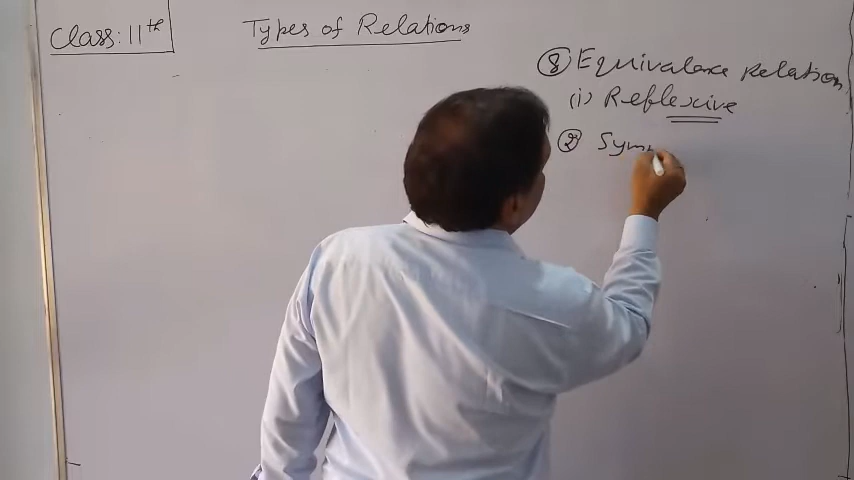 Class: 11th
Types of Relations
⑧ Equivalence Relation
(i) Reflexive
② Sym